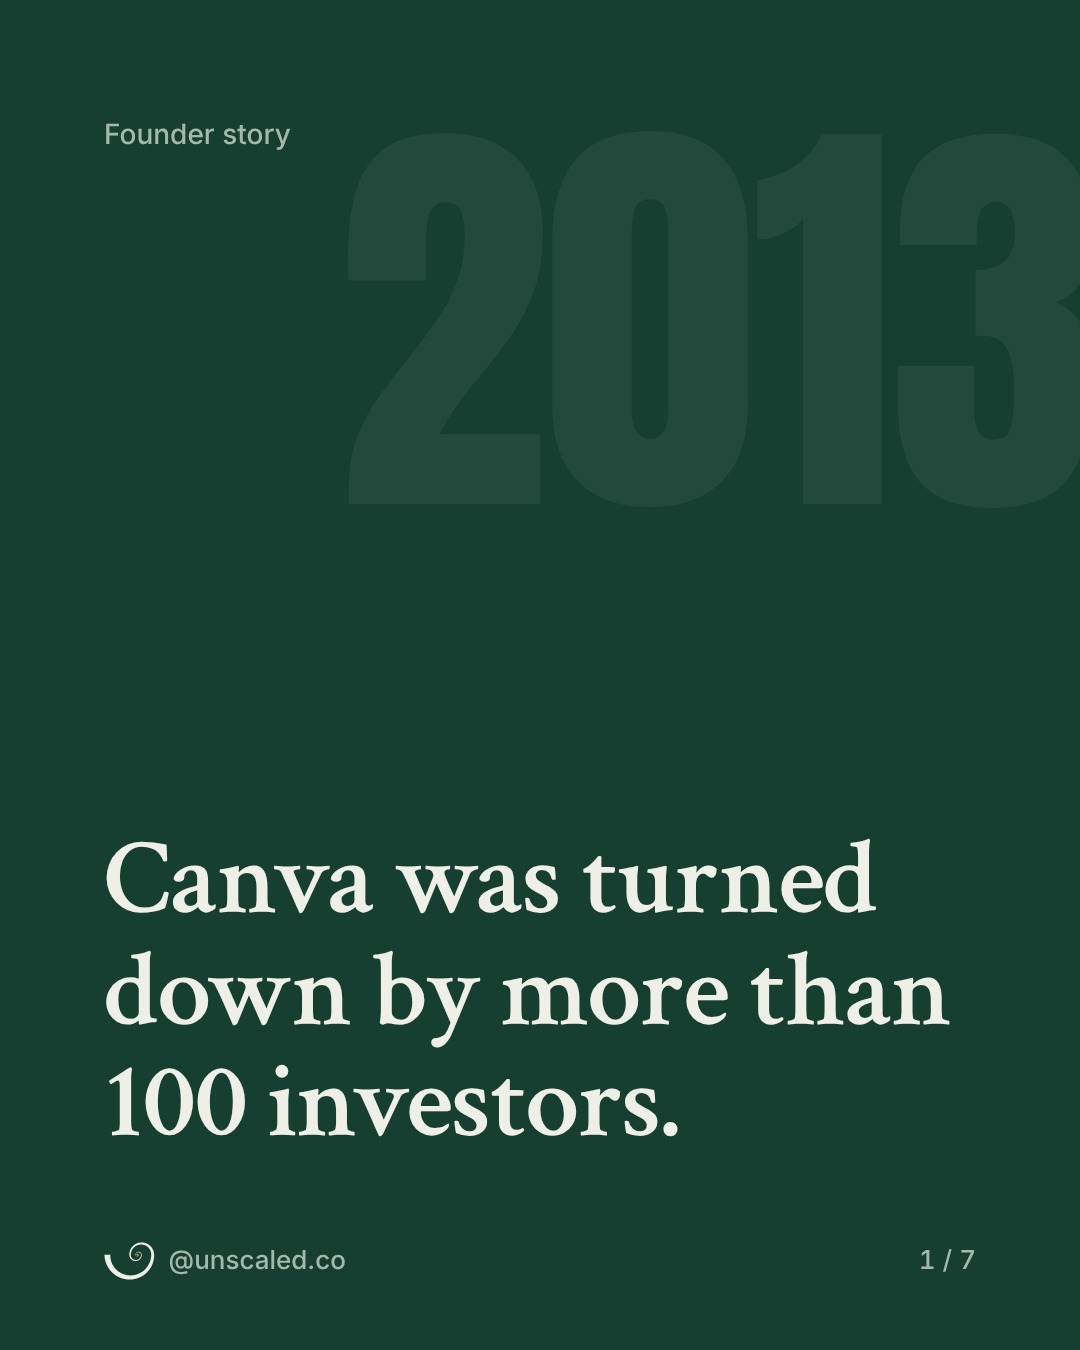 Founder story
2013
Canva was turned
down by more than
100 investors.
@unscaled.co
1 / 7